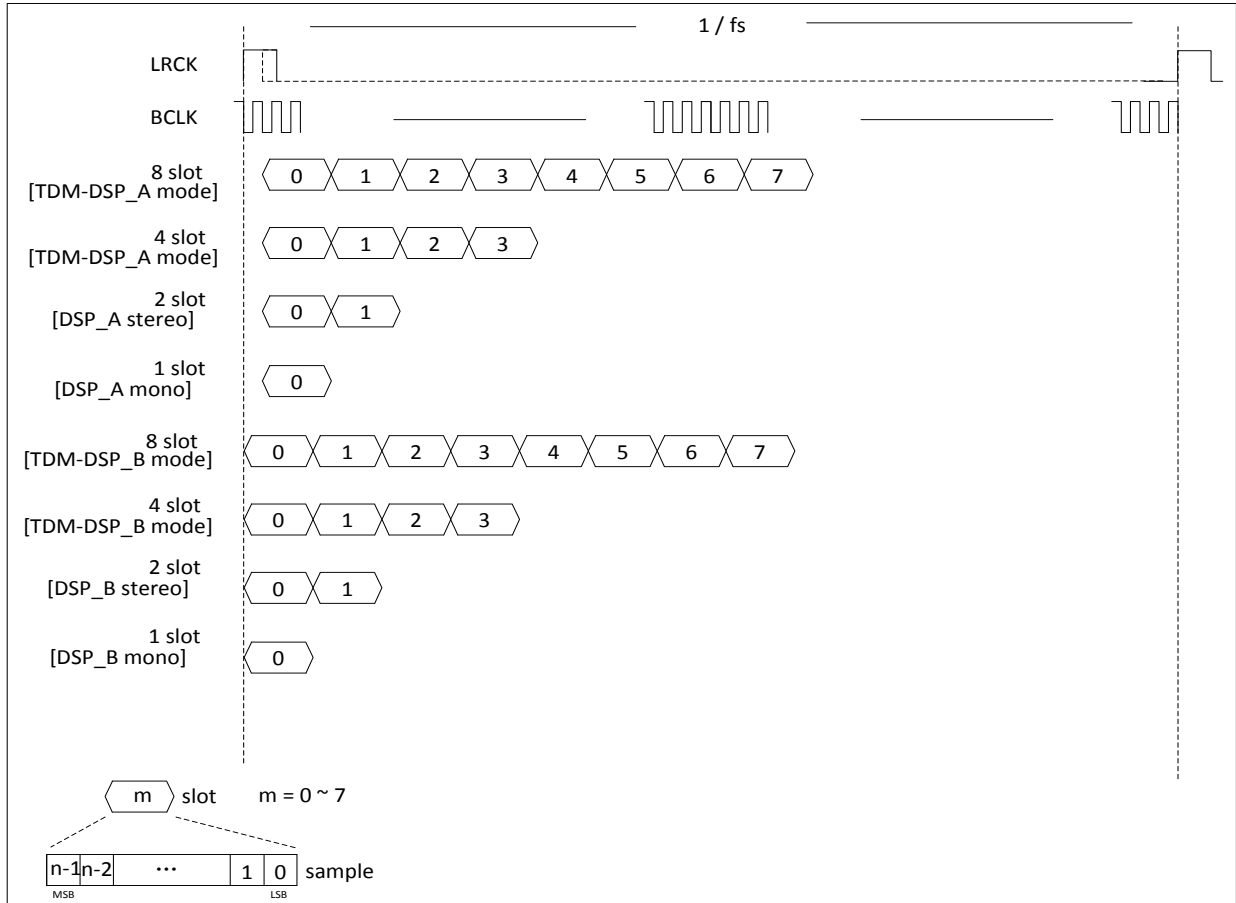 1 / fs
LRCK
BCLK
8 slot
[TDM-DSP_A mode]
0 1 2 3 4 5 6 7
4 slot
[TDM-DSP_A mode]
0 1 2 3
2 slot
[DSP_A stereo]
0 1
1 slot
[DSP_A mono]
0
8 slot
[TDM-DSP_B mode]
0 1 2 3 4 5 6 7
4 slot
[TDM-DSP_B mode]
0 1 2 3
2 slot
[DSP_B stereo]
0 1
1 slot
[DSP_B mono]
0
m slot m = 0 ~ 7
n-1 n-2 ... 1 0 sample
MSB LSB